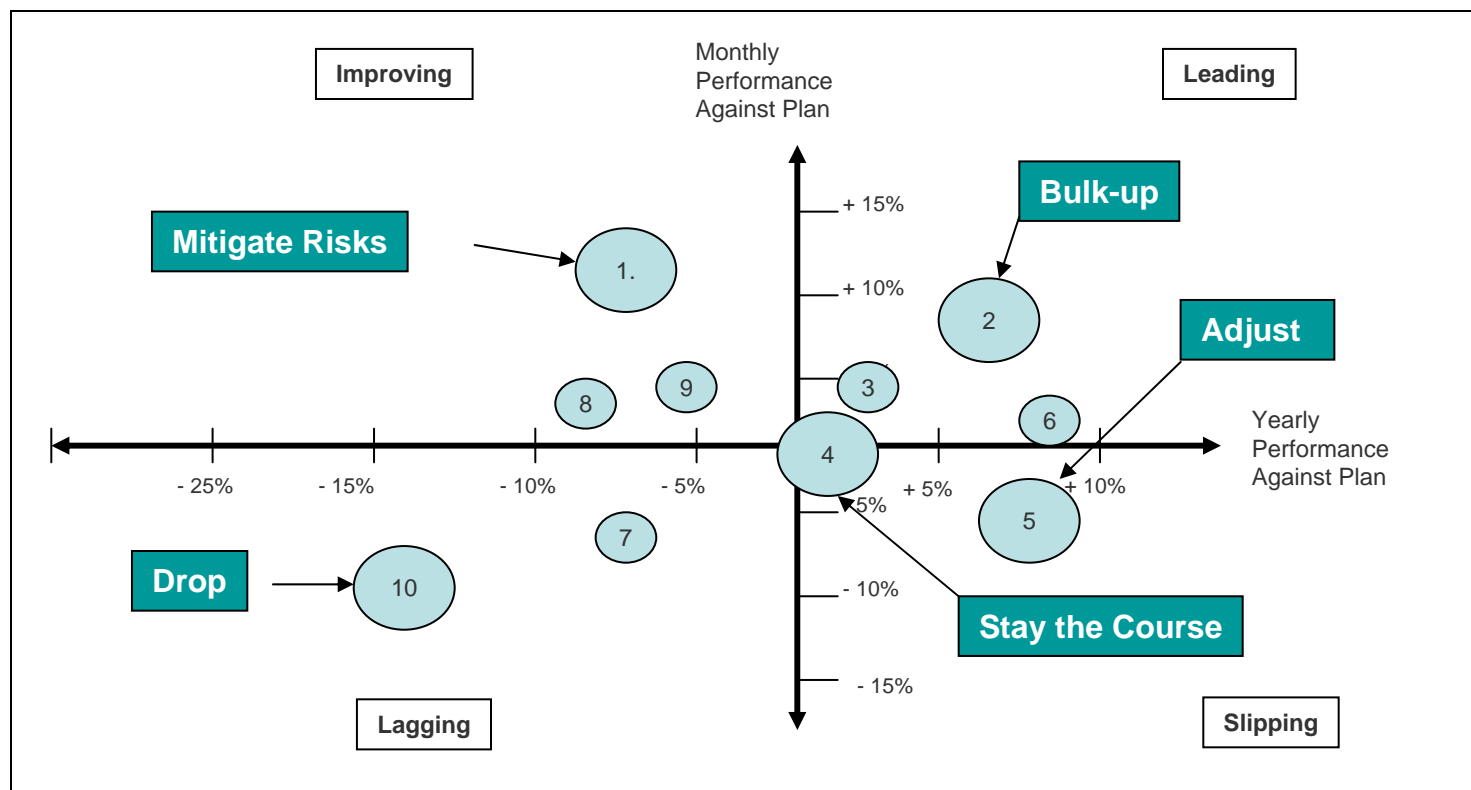 Improving
Monthly
Performance
Against Plan
Leading
Bulk-up
+ 15%
Mitigate Risks
1.
+ 10%
2
Adjust
3
9
8
6
Yearly
Performance
Against Plan
4
- 25%
- 15%
- 10%
- 5%
+ 5%
+ 10%
5%
5
7
Drop
10
- 10%
Stay the Course
- 15%
Lagging
Slipping